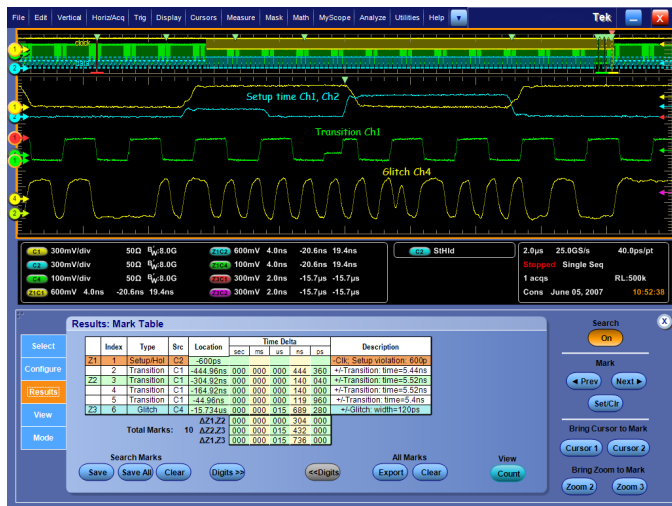 File Edit Vertical Horiz/Acq Trig Display Cursors Measure Mask Math MyScope Analyze Utilities Help Tek X
clock
data
Setup time Ch1, Ch2
Transition Ch1
Glitch Ch4
C1 300mV/div 50Ω BW:8.0G Z1C2 600mV 4.0ns -20.6ns 19.4ns C2 StHld 2.0µs 25.0GS/s 40.0ps/pt
C2 300mV/div 50Ω BW:8.0G Z1C4 100mV 4.0ns -20.6ns 19.4ns Stopped Single Seq
C4 100mV/div 50Ω BW:8.0G 300mV 2.0ns -15.7µs -15.7µs 1 acqs RL:500k
Z1C1 600mV 4.0ns -20.6ns 19.4ns 300mV 2.0ns -15.7µs -15.7µs Cons June 05, 2007 10:52:38
Results: Mark Table
Select
Configure
Results
View
Mode
Time Delta
Index Type Src Location sec ms us ns ps Description
Z1 1 Setup/Hol C2 -600ps -Clk; Setup violation: 600p
2 Transition C1 -444.96ns 000 000 000 444 360 +/-Transition: time=5.44ns
Z2 3 Transition C1 -304.92ns 000 000 000 140 040 +/-Transition: time=5.52ns
4 Transition C1 -164.92ns 000 000 000 140 000 +/-Transition: time=5.52ns
5 Transition C1 -44.96ns 000 000 000 119 960 +/-Transition: time=5.4ns
Z3 6 Glitch C4 -15.734us 000 000 015 689 280 +/-Glitch: width=120ps
ΔZ1,Z2 000 000 000 304 000
Total Marks: 10 ΔZ2,Z3 000 000 015 432 000
ΔZ1,Z3 000 000 015 736 000
Search Marks
Save Save All Clear Digits >> <<Digits
All Marks
Export Clear
View
Count
Search
On
Mark
Prev Next
Set/Clr
Bring Cursor to Mark
Cursor 1 Cursor 2
Bring Zoom to Mark
Zoom 2 Zoom 3
X